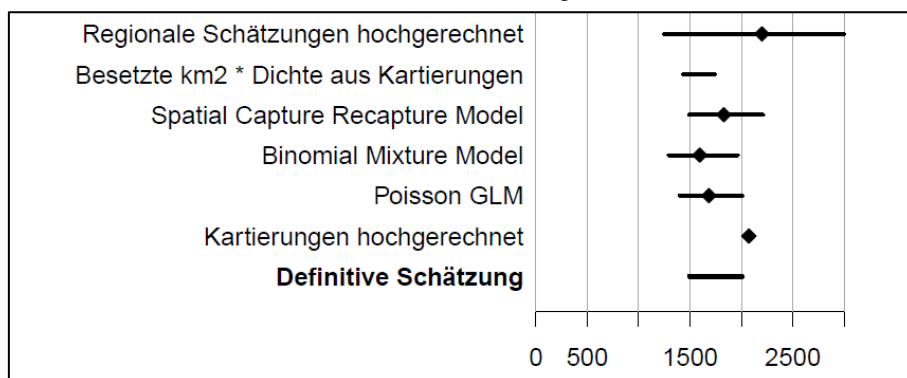 Regionale Schätzungen hochgerechnet
Besetzte km2 * Dichte aus Kartierungen
Spatial Capture Recapture Model
Binomial Mixture Model
Poisson GLM
Kartierungen hochgerechnet
Definitive Schätzung
0 500 1500 2500